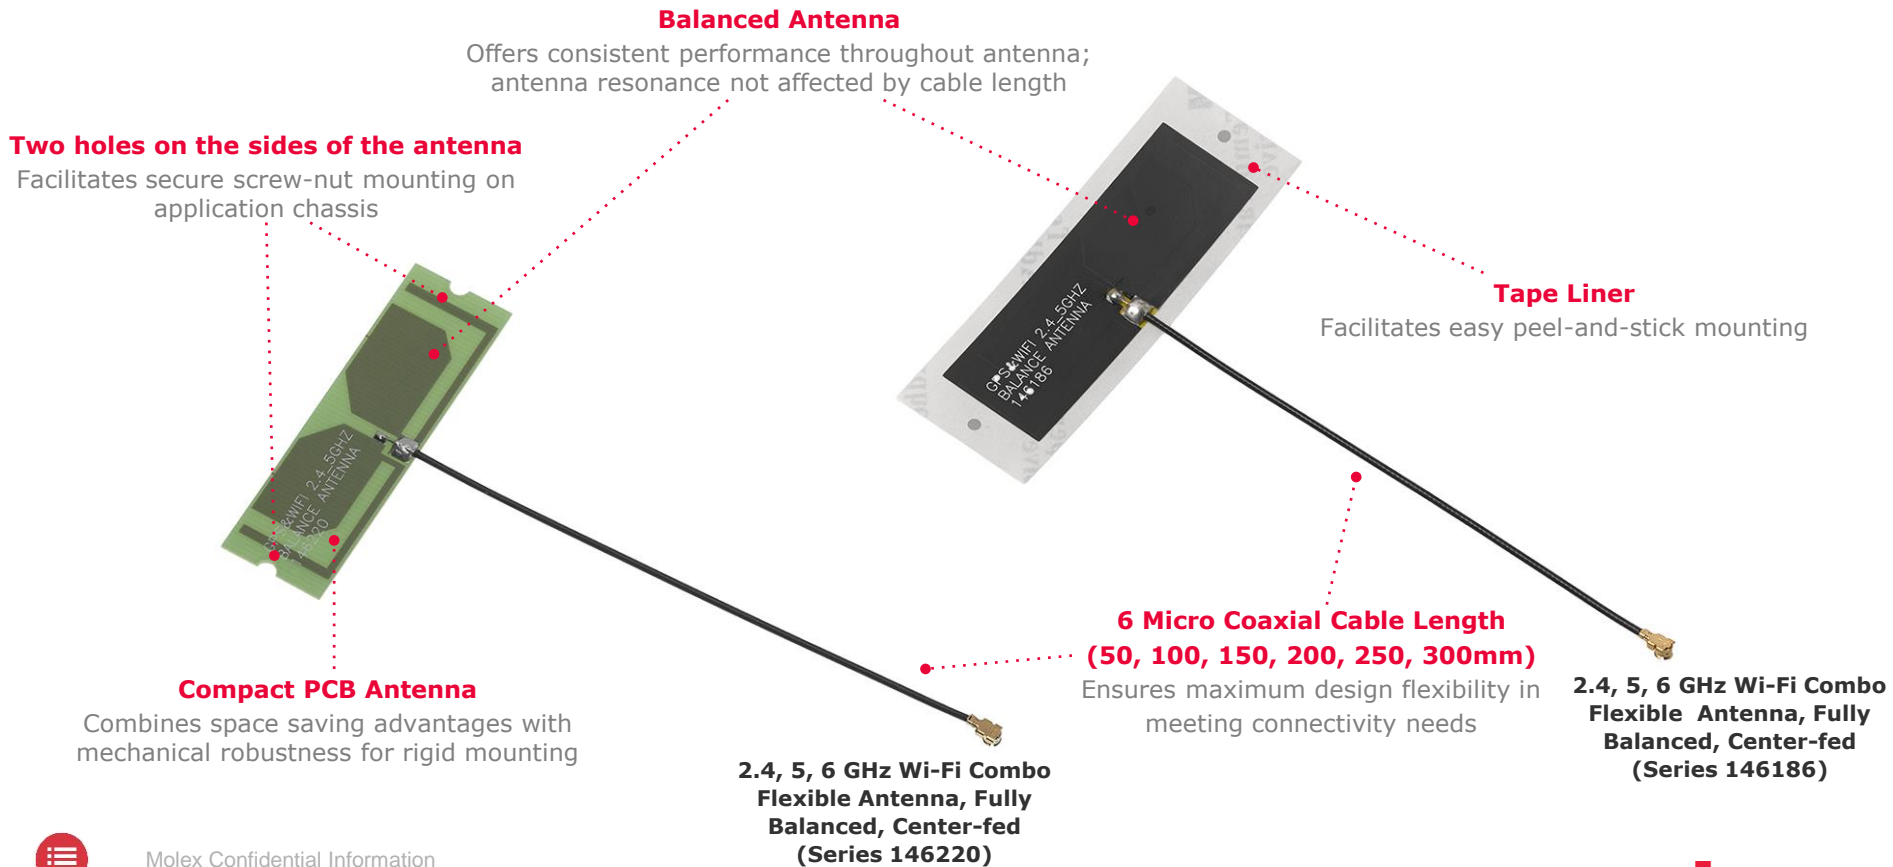 Balanced Antenna
Offers consistent performance throughout antenna;
antenna resonance not affected by cable length
Two holes on the sides of the antenna
Facilitates secure screw-nut mounting on
application chassis
Tape Liner
Facilitates easy peel-and-stick mounting
GPS&WIFI 2.4_5GHZ
BALANCE ANTENNA
146186
GPS&WIFI 2.4_5GHZ
BALANCE ANTENNA
146220
6 Micro Coaxial Cable Length
(50, 100, 150, 200, 250, 300mm)
Ensures maximum design flexibility in
meeting connectivity needs
Compact PCB Antenna
Combines space saving advantages with
mechanical robustness for rigid mounting
2.4, 5, 6 GHz Wi-Fi Combo
Flexible Antenna, Fully
Balanced, Center-fed
(Series 146186)
2.4, 5, 6 GHz Wi-Fi Combo
Flexible Antenna, Fully
Balanced, Center-fed
(Series 146220)
Molex Confidential Information